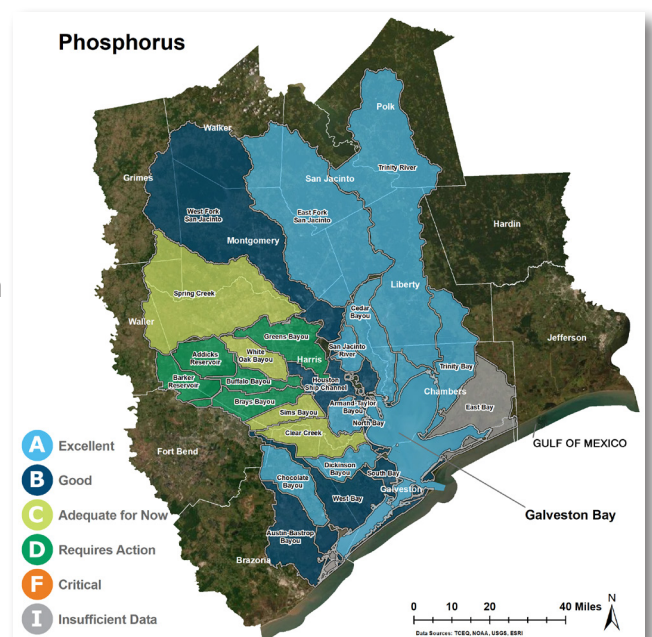 Phosphorus
Polk
Walker
Trinity River
San Jacinto
Grimes
West Fork
San Jacinto
East Fork
San Jacinto
Hardin
Montgomery
Liberty
Spring Creek
Cedar
Bayou
Waller
Greens Bayou
Jefferson
San Jacinto
River
Addicks
Reservoir
White
Oak Bayou
Harris
Trinity Bay
Barker
Reservoir
Buffalo Bayou
Houston
Ship Channel
Chambers
Brays Bayou
Armand-Taylor
Bayou
East Bay
Sims Bayou
North Bay
Clear Creek
GULF OF MEXICO
Fort Bend
Dickinson
Bayou
South Bay
Chocolate
Bayou
Galveston
West Bay
Galveston Bay
Austin-Bastrop
Bayou
Brazoria
A Excellent
B Good
C Adequate for Now
D Requires Action
F Critical
I Insufficient Data
N
0 10 20 40 Miles
Data Sources: TCEQ, NOAA, USGS, ESRI